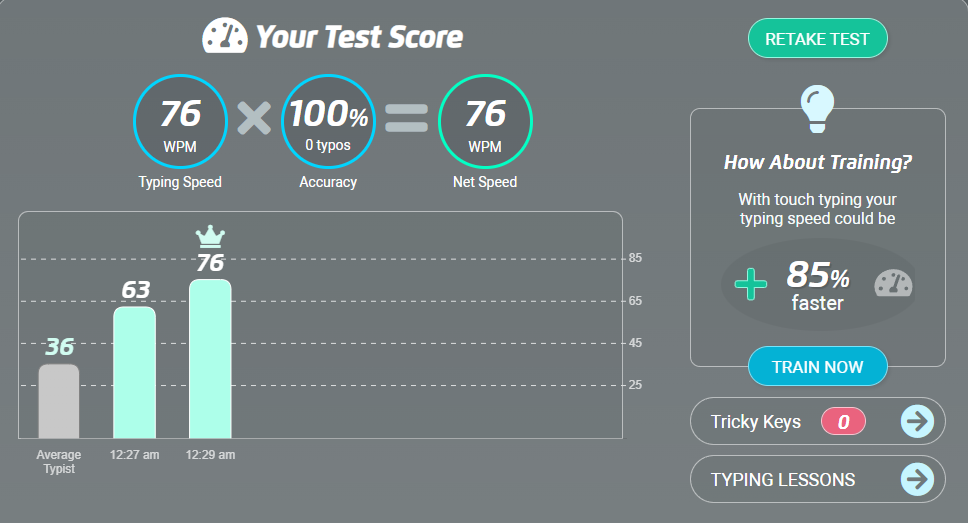 Your Test Score
76
WPM
Typing Speed
×
100%
0 typos
Accuracy
=
76
WPM
Net Speed
85
65
45
25
36
63
76
Average
Typist
12:27 am
12:29 am
RETAKE TEST
How About Training?
With touch typing your
typing speed could be
+ 85%
faster
TRAIN NOW
Tricky Keys 0
TYPING LESSONS